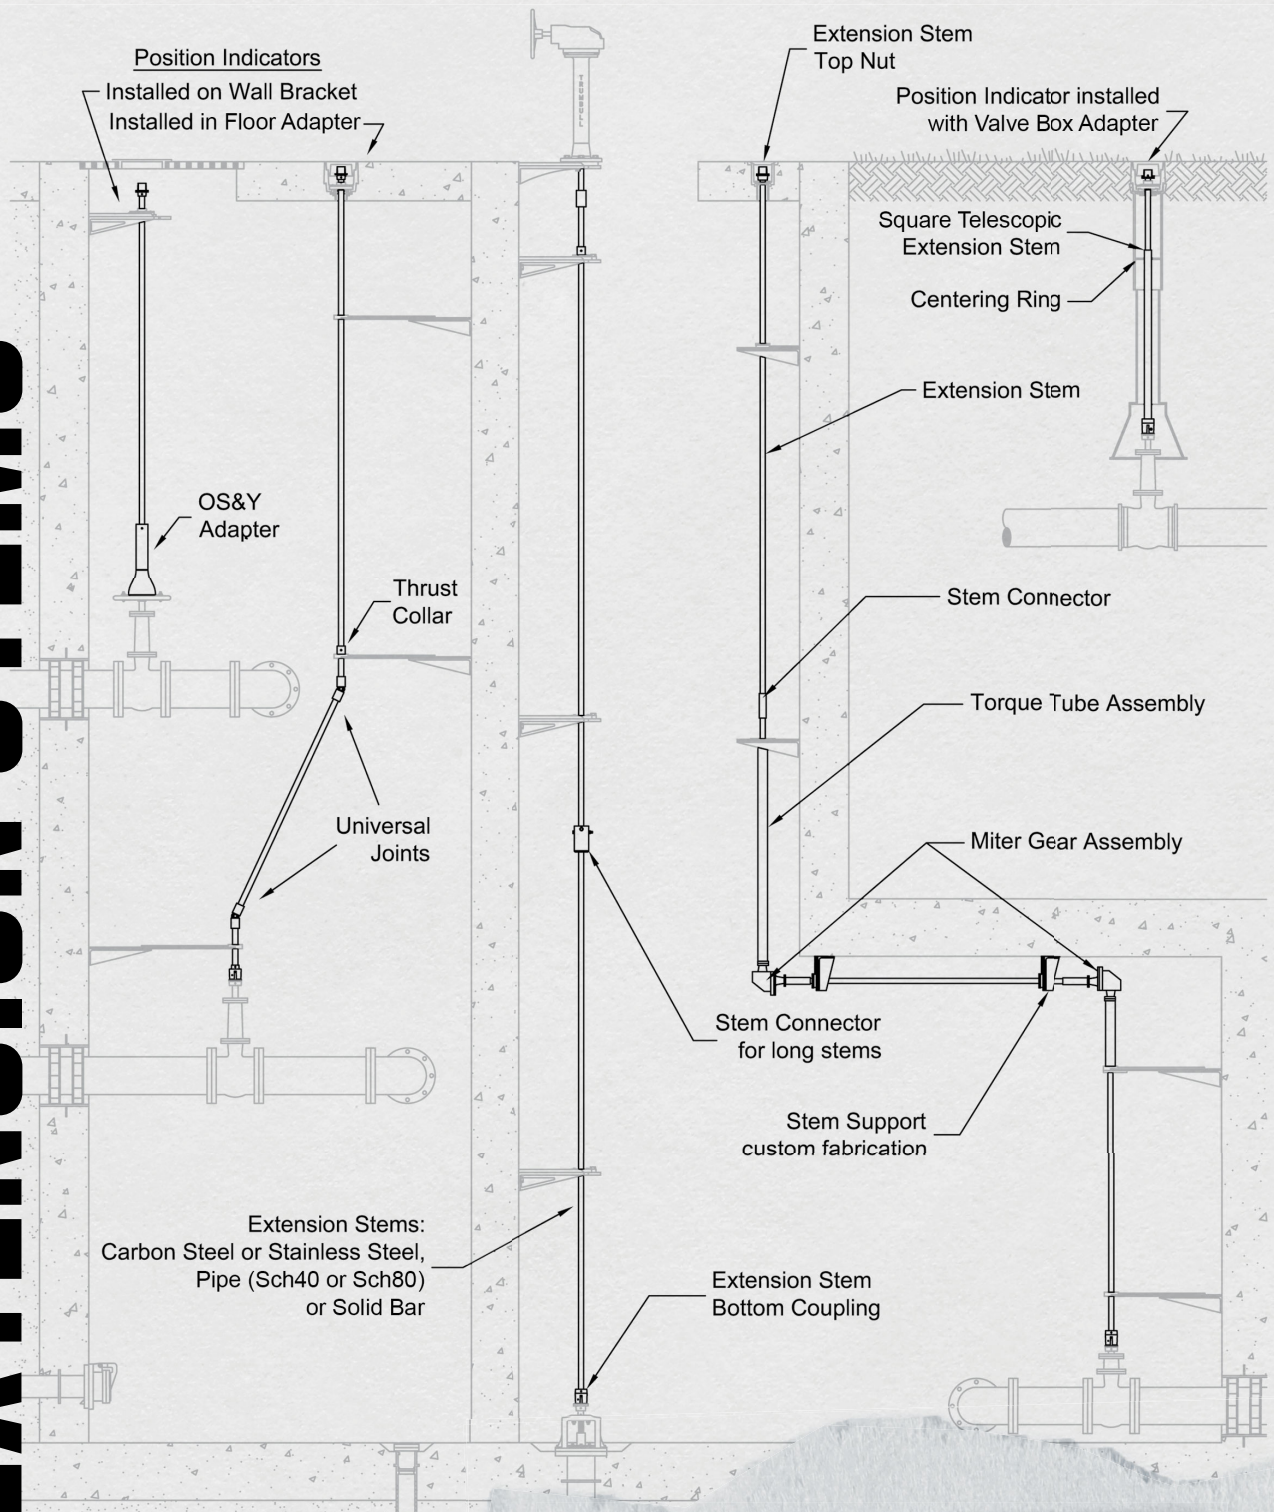 Position Indicators
Installed on Wall Bracket
Installed in Floor Adapter
TRUMBULL
Extension Stem
Top Nut
Position Indicator installed
with Valve Box Adapter
Square Telescopic
Extension Stem
Centering Ring
Extension Stem
OS&Y
Adapter
Thrust
Collar
Stem Connector
Torque Tube Assembly
Universal
Joints
Miter Gear Assembly
Stem Connector
for long stems
Stem Support
custom fabrication
Extension Stems:
Carbon Steel or Stainless Steel,
Pipe (Sch40 or Sch80)
or Solid Bar
Extension Stem
Bottom Coupling